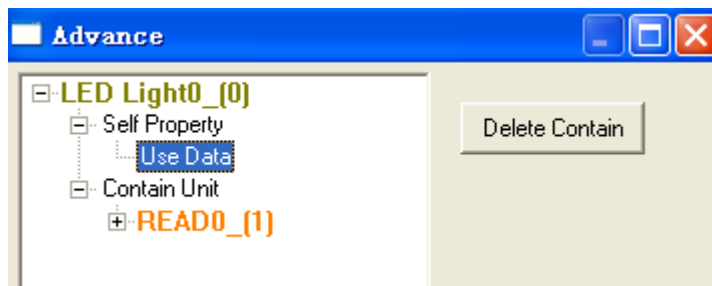 Advance
LED Light0_(0)
Self Property
Use Data
Contain Unit
READ0_(1)
Delete Contain